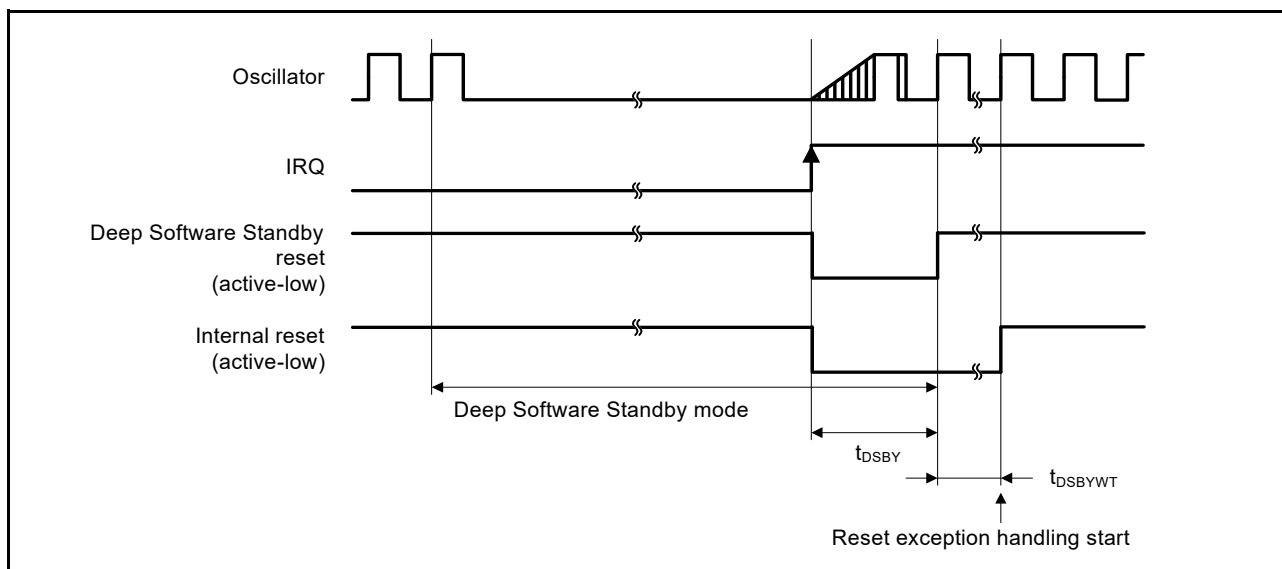 Oscillator
IRQ
Deep Software Standby
reset
(active-low)
Internal reset
(active-low)
Deep Software Standby mode
tDSBY
tDSBYWT
Reset exception handling start